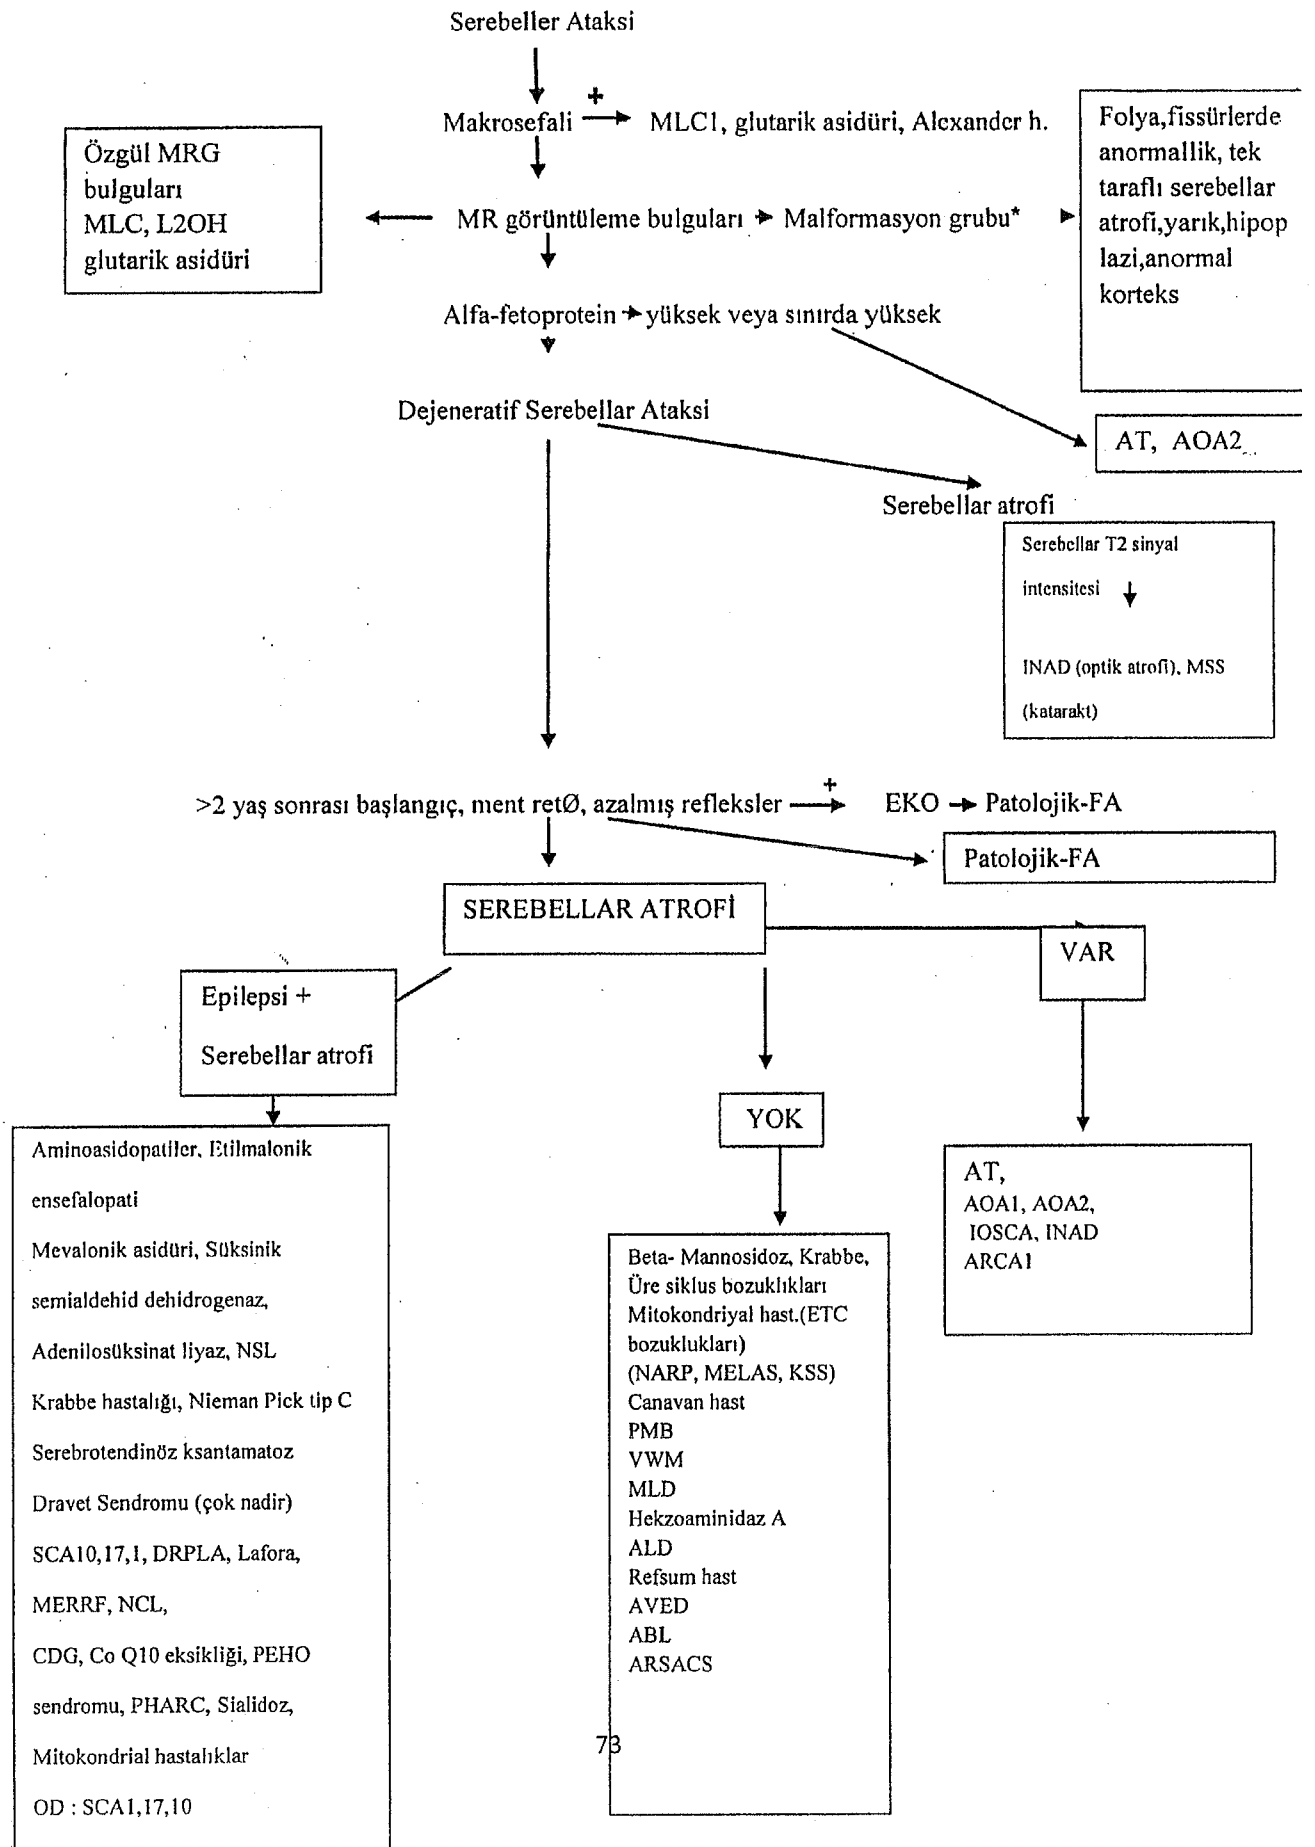 Serebeller Ataksi
+
Makrosefali
MLC1, glutarik asidüri, Alexander h.
Özgül MRG
bulguları
MLC, L2OH
glutarik asidüri
MR görüntüleme bulguları
Malformasyon grubu*
Folya,fissürlerde
anormallik, tek
taraflı serebellar
atrofi,yarık,hipop
lazi,anormal
korteks
Alfa-fetoprotein
yüksek veya sınırda yüksek
AT, AOA2
Dejeneratif Serebellar Ataksi
Serebellar atrofi
Serebellar T2 sinyal
intensitesi
INAD (optik atrofi), MSS
(katarakt)
>2 yaş sonrası başlangıç, ment retØ, azalmış refleksler
+
EKO
Patolojik-FA
Patolojik-FA
SEREBELLAR ATROFİ
VAR
Epilepsi +
Serebellar atrofi
YOK
Aminoasidopatiler, Etilmalonik
ensefalopati
Mevalonik asidüri, Süksinik
semialdehid dehidrogenaz,
Adenilosüksinat liyaz, NSL
Krabbe hastalığı, Nieman Pick tip C
Serebrotendinöz ksantamatoz
Dravet Sendromu (çok nadir)
SCA10,17,1, DRPLA, Lafora,
MERRF, NCL,
CDG, Co Q10 eksikliği, PEHO
sendromu, PHARC, Sialidoz,
Mitokondrial hastalıklar
OD : SCA1,17,10
Beta- Mannosidoz, Krabbe,
Üre siklus bozuklıkları
Mitokondriyal hast.(ETC
bozuklukları)
(NARP, MELAS, KSS)
Canavan hast
PMB
VWM
MLD
Hekzoaminidaz A
ALD
Refsum hast
AVED
ABL
ARSACS
AT,
AOA1, AOA2,
IOSCA, INAD
ARCA1
73